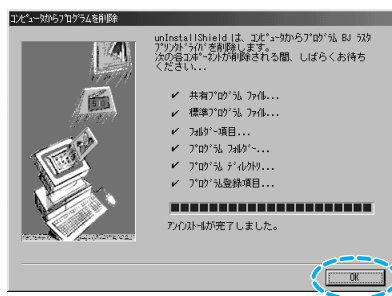 コンピュータからプログラムを削除
unInstallShield は、コンピュータからプログラム BJ ラスタ
プリンタドライバを削除します。
次の各コンポーネントが削除される間、しばらくお待ち
ください...
✔ 共有プログラム ファイル...
✔ 標準プログラム ファイル...
✔ フォルダー項目...
✔ プログラム フォルダー...
✔ プログラム ディレクトリ...
✔ プログラム登録項目...
アンインストールが完了しました。
OK